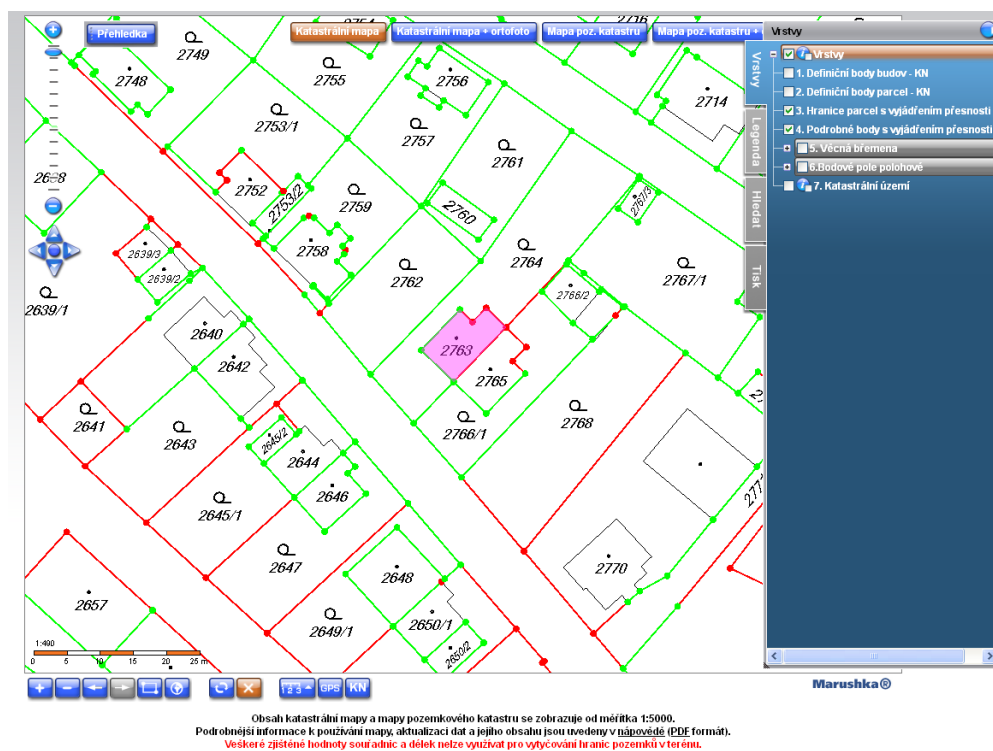 Přehledka
Katastrální mapa
Katastrální mapa + ortofoto
Mapa poz. katastru
Mapa poz. katastru +
Vrstvy
Vrstvy
Legenda
Hledat
Tisk
Vrstvy
1. Definiční body budov - KN
2. Definiční body parcel - KN
3. Hranice parcel s vyjádřením přesnosti
4. Podrobné body s vyjádřením přesnosti
5. Věcná břemena
6.Bodové pole polohové
7. Katastrální území
2749
2748
2755
2756
2716
2714
2753/1
2757
2761
2752
2753/2
2759
2760
2767/3
2758
2762
2764
2767/1
2639/3
2639/2
2639/1
2766/2
2640
2642
2763
2765
2641
2643
2766/1
2768
2645/2
2644
2646
2645/1
2647
2648
2770
2657
2649/1
2650/1
2650/2
1:490
0 5 10 15 20 25 m
1 2 3
GPS
KN
Marushka®
Obsah katastrální mapy a mapy pozemkového katastru se zobrazuje od měřítka 1:5000.
Podrobnější informace k používání mapy, aktualizaci dat a jejího obsahu jsou uvedeny v nápovědě (PDF formát).
Veškeré zjištěné hodnoty souřadnic a délek nelze využívat pro vytyčování hranic pozemků v terénu.